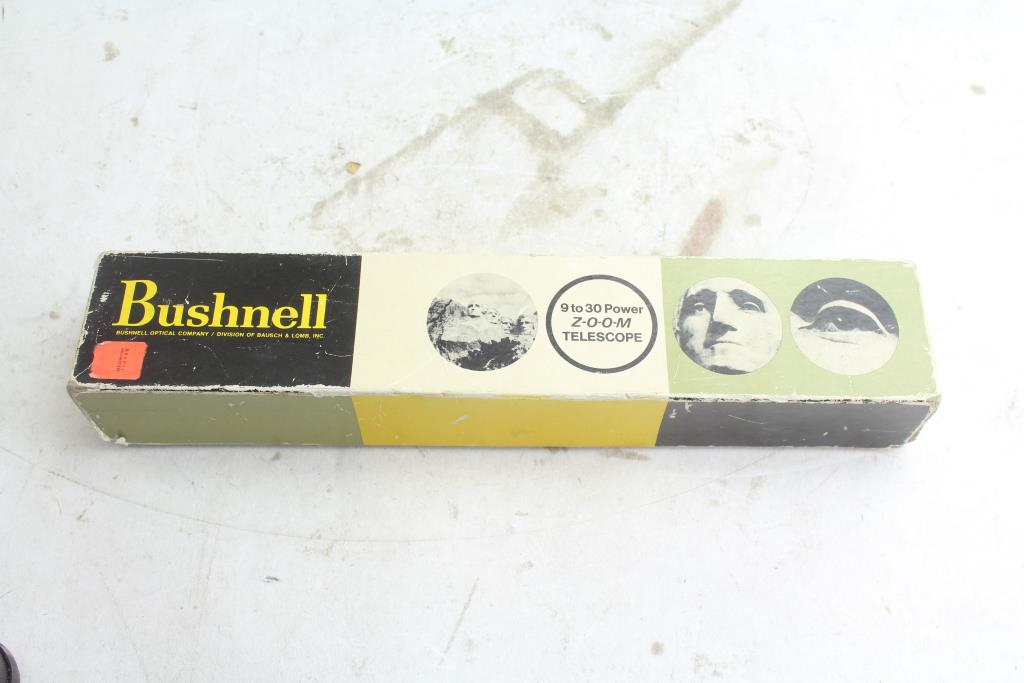 Bushnell
BUSHNELL OPTICAL COMPANY / DIVISION OF BAUSCH & LOMB, INC.
9 to 30 Power
Z-O-O-M
TELESCOPE